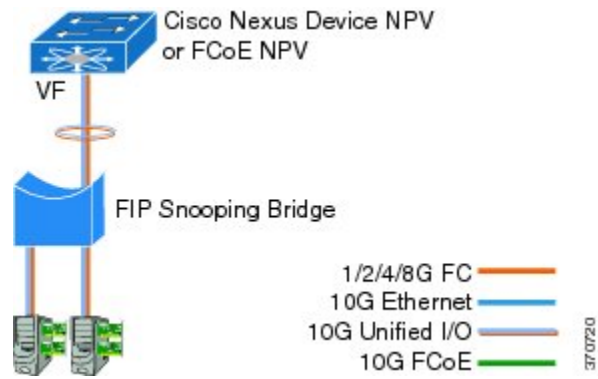 Cisco Nexus Device NPV
or FCoE NPV
VF
FIP Snooping Bridge
1/2/4/8G FC
10G Ethernet
10G Unified I/O
10G FCoE
370720